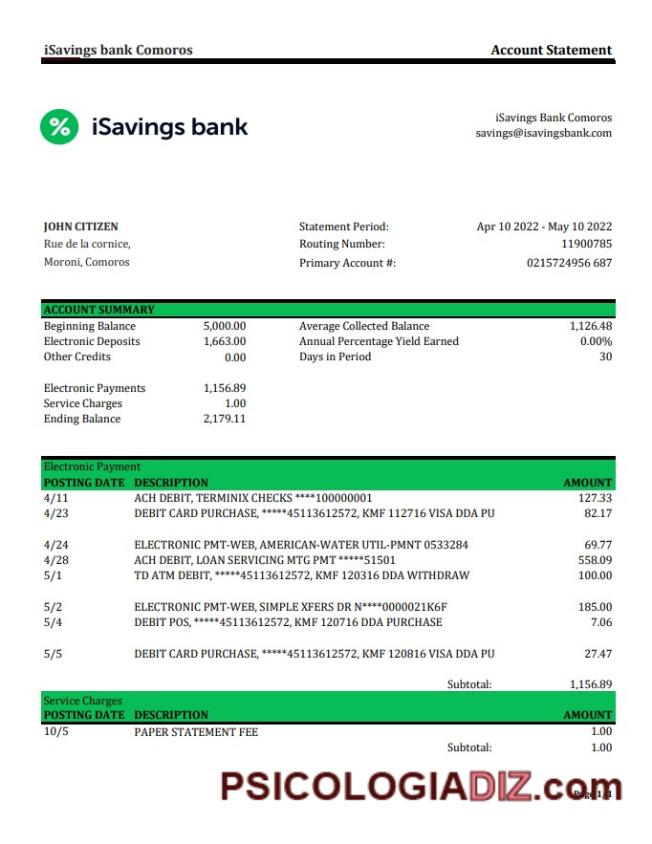 iSavings bank Comoros Account Statement
iSavings bank
iSavings Bank Comoros
savings@isavingsbank.com
JOHN CITIZEN Statement Period: Apr 10 2022 - May 10 2022
Rue de la cornice, Routing Number: 11900785
Moroni, Comoros Primary Account #: 0215724956 687
ACCOUNT SUMMARY
Beginning Balance 5,000.00 Average Collected Balance 1,126.48
Electronic Deposits 1,663.00 Annual Percentage Yield Earned 0.00%
Other Credits 0.00 Days in Period 30
Electronic Payments 1,156.89
Service Charges 1.00
Ending Balance 2,179.11
Electronic Payment
POSTING DATE DESCRIPTION AMOUNT
4/11 ACH DEBIT, TERMINIX CHECKS ****100000001 127.33
4/23 DEBIT CARD PURCHASE, *****45113612572, KMF 112716 VISA DDA PU 82.17
4/24 ELECTRONIC PMT-WEB, AMERICAN-WATER UTIL-PMNT 0533284 69.77
4/28 ACH DEBIT, LOAN SERVICING MTG PMT *****51501 558.09
5/1 TD ATM DEBIT, *****45113612572, KMF 120316 DDA WITHDRAW 100.00
5/2 ELECTRONIC PMT-WEB, SIMPLE XFERS DR N****0000021K6F 185.00
5/4 DEBIT POS, *****45113612572, KMF 120716 DDA PURCHASE 7.06
5/5 DEBIT CARD PURCHASE, *****45113612572, KMF 120816 VISA DDA PU 27.47
Subtotal: 1,156.89
Service Charges
POSTING DATE DESCRIPTION AMOUNT
10/5 PAPER STATEMENT FEE 1.00
Subtotal: 1.00
PSICOLOGIADIZ.com
Page 1/1